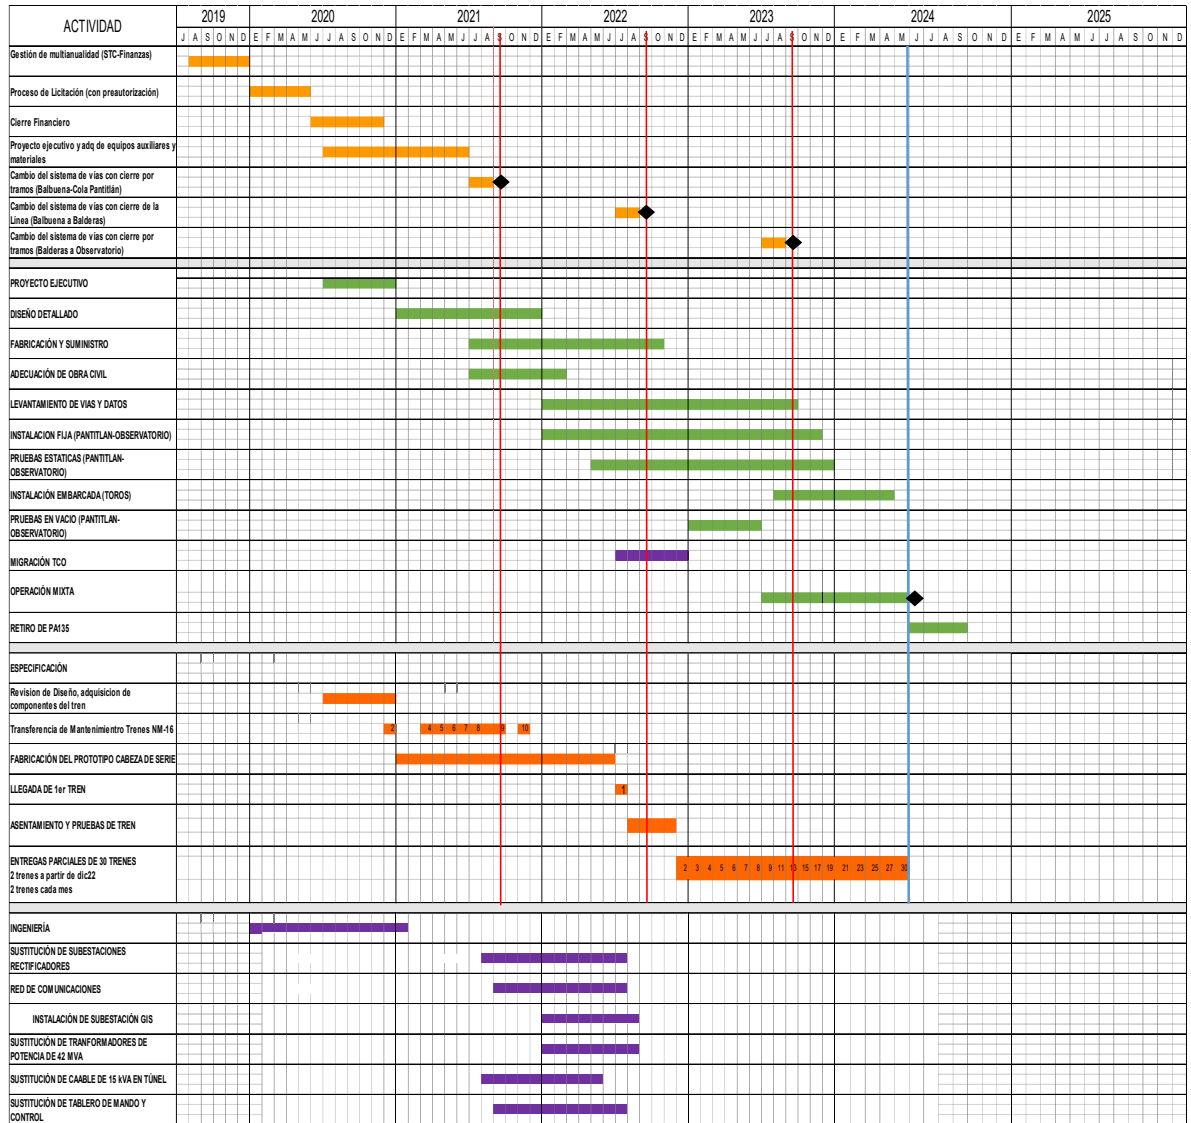 ACTIVIDAD
2019 2020 2021 2022 2023 2024 2025
J A S O N D E F M A M J J A S O N D E F M A M J J A S O N D E F M A M J J A S O N D E F M A M J J A S O N D E F M A M J J A S O N D E F M A M J J A S O N D
Gestión de multianualidad (STC-Finanzas)
Proceso de Licitación (con preautorización)
Cierre Financiero
Proyecto ejecutivo y adq de equipos auxiliares y
materiales
Cambio del sistema de vías con cierre por
tramos (Balbuena-Cola Pantitlán)
Cambio del sistema de vías con cierre de la
Línea (Balbuena a Balderas)
Cambio del sistema de vías con cierre por
tramos (Balderas a Observatorio)
PROYECTO EJECUTIVO
DISEÑO DETALLADO
FABRICACIÓN Y SUMINISTRO
ADECUACIÓN DE OBRA CIVIL
LEVANTAMIENTO DE VIAS Y DATOS
INSTALACION FIJA (PANTITLAN-OBSERVATORIO)
PRUEBAS ESTATICAS (PANTITLAN-
OBSERVATORIO)
INSTALACIÓN EMBARCADA (TOROS)
PRUEBAS EN VACIO (PANTITLAN-
OBSERVATORIO)
MIGRACIÓN TCO
OPERACIÓN MIXTA
RETIRO DE PA135
ESPECIFICACIÓN
Revision de Diseño, adquisicion de
componentes del tren
Transferencia de Mantenimientro Trenes NM-16 2 4 5 6 7 8 9 10
FABRICACIÓN DEL PROTOTIPO CABEZA DE SERIE
LLEGADA DE 1er TREN 1
ASENTAMIENTO Y PRUEBAS DE TREN
ENTREGAS PARCIALES DE 30 TRENES
2 trenes a partir de dic22 2 3 4 5 6 7 8 9 11 13 15 17 19 21 23 25 27 30
2 trenes cada mes
INGENIERÍA
SUSTITUCIÓN DE SUBESTACIONES
RECTIFICADORES
RED DE COMUNICACIONES
INSTALACIÓN DE SUBESTACIÓN GIS
SUSTITUCIÓN DE TRANFORMADORES DE
POTENCIA DE 42 MVA
SUSTITUCIÓN DE CAABLE DE 15 kVA EN TÚNEL
SUSTITUCIÓN DE TABLERO DE MANDO Y
CONTROL